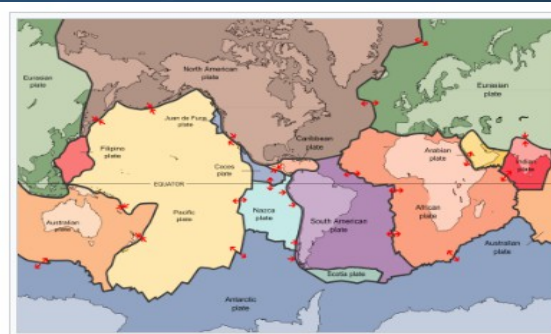 North American
plate
Eurasian
plate
Eurasian
plate
Juan de Fuca
plate
Caribbean
plate
Filipino
plate
Arabian
plate
Indian
plate
Cocos
plate
EQUATOR
Australian
plate
Pacific
plate
Nazca
plate
South American
plate
African
plate
Australian
plate
Scotia plate
Antarctic
plate